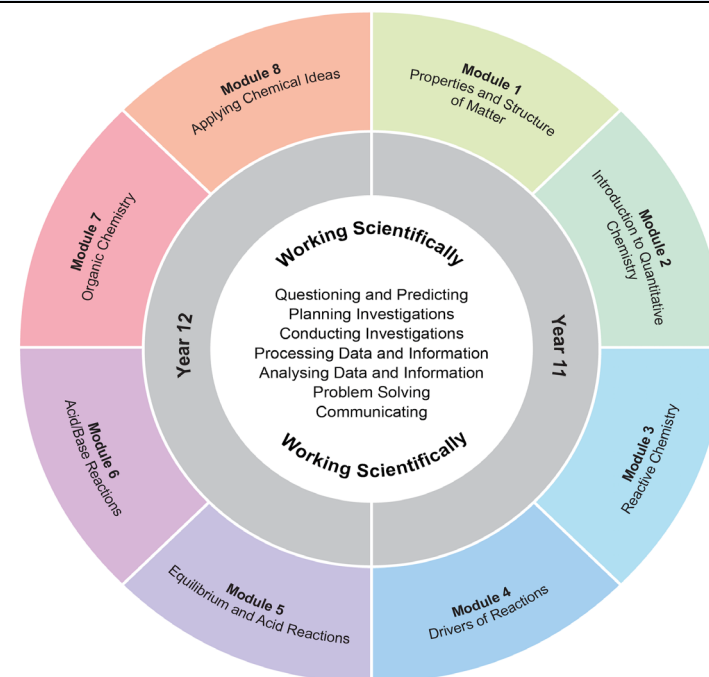 Module 8
Applying Chemical Ideas
Module 1
Properties and Structure
of Matter
Module 2
Introduction to Quantitative
Chemistry
Module 3
Reactive Chemistry
Module 4
Drivers of Reactions
Module 5
Equilibrium and Acid Reactions
Module 6
Acid/Base Reactions
Module 7
Organic Chemistry
Year 12
Year 11
Working Scientifically
Questioning and Predicting
Planning Investigations
Conducting Investigations
Processing Data and Information
Analysing Data and Information
Problem Solving
Communicating
Working Scientifically